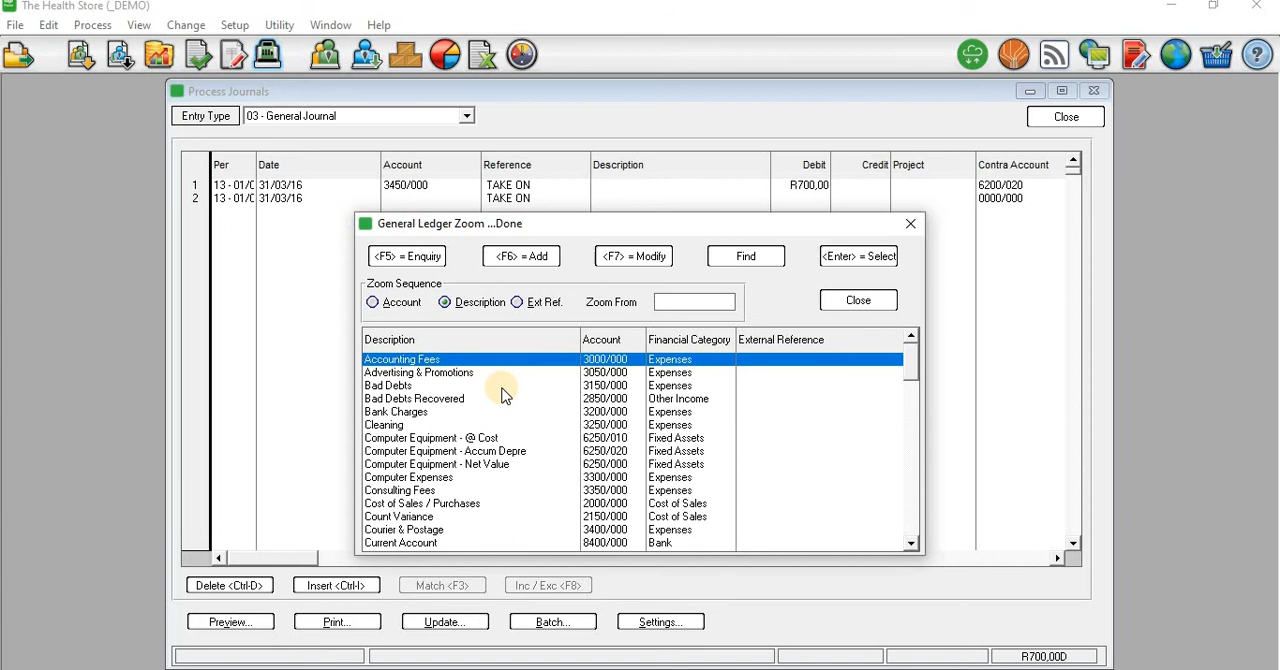 The Health Store (_DEMO)
File Edit Process View Change Setup Utility Window Help
Process Journals
Entry Type 03 - General Journal Close
Per Date Account Reference Description Debit Credit Project Contra Account
1 13 - 01/0 31/03/16 3450/000 TAKE ON R700,00 6200/020
2 13 - 01/0 31/03/16 TAKE ON 0000/000
General Ledger Zoom ...Done
<F5> = Enquiry <F6> = Add <F7> = Modify Find <Enter> = Select
Zoom Sequence
Account Description Ext Ref. Zoom From Close
Description Account Financial Category External Reference
Accounting Fees 3000/000 Expenses
Advertising & Promotions 3050/000 Expenses
Bad Debts 3150/000 Expenses
Bad Debts Recovered 2850/000 Other Income
Bank Charges 3200/000 Expenses
Cleaning 3250/000 Expenses
Computer Equipment - @ Cost 6250/010 Fixed Assets
Computer Equipment - Accum Depre 6250/020 Fixed Assets
Computer Equipment - Net Value 6250/000 Fixed Assets
Computer Expenses 3300/000 Expenses
Consulting Fees 3350/000 Expenses
Cost of Sales / Purchases 2000/000 Cost of Sales
Count Variance 2150/000 Cost of Sales
Courier & Postage 3400/000 Expenses
Current Account 8400/000 Bank
Delete <Ctrl-D> Insert <Ctrl-I> Match <F3> Inc / Exc <F8>
Preview... Print... Update... Batch... Settings...
R700,00D